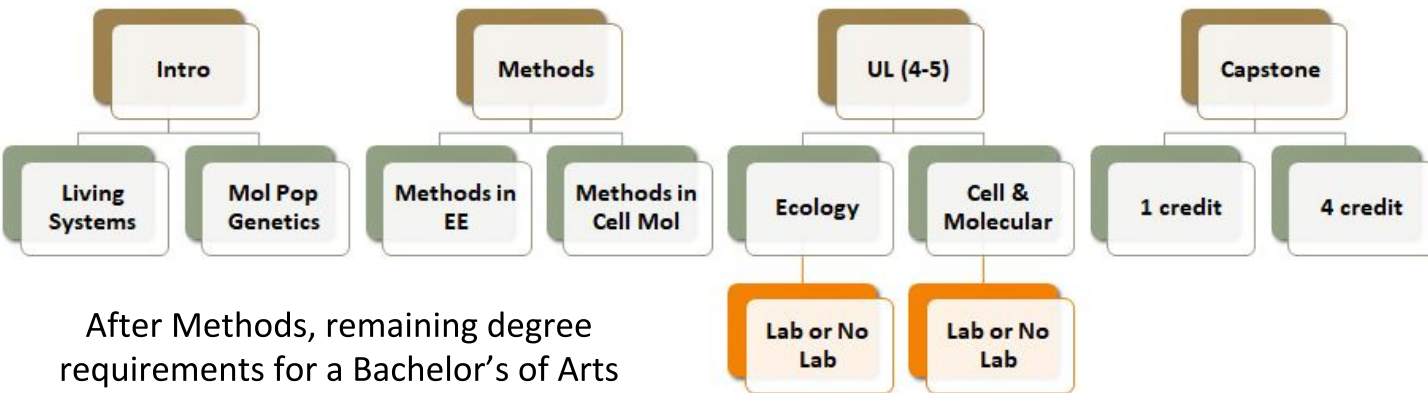 Intro
Methods
UL (4-5)
Capstone
Living
Systems
Mol Pop
Genetics
Methods in
EE
Methods in
Cell Mol
Ecology
Cell &
Molecular
1 credit
4 credit
Lab or No
Lab
Lab or No
Lab
After Methods, remaining degree
requirements for a Bachelor’s of Arts